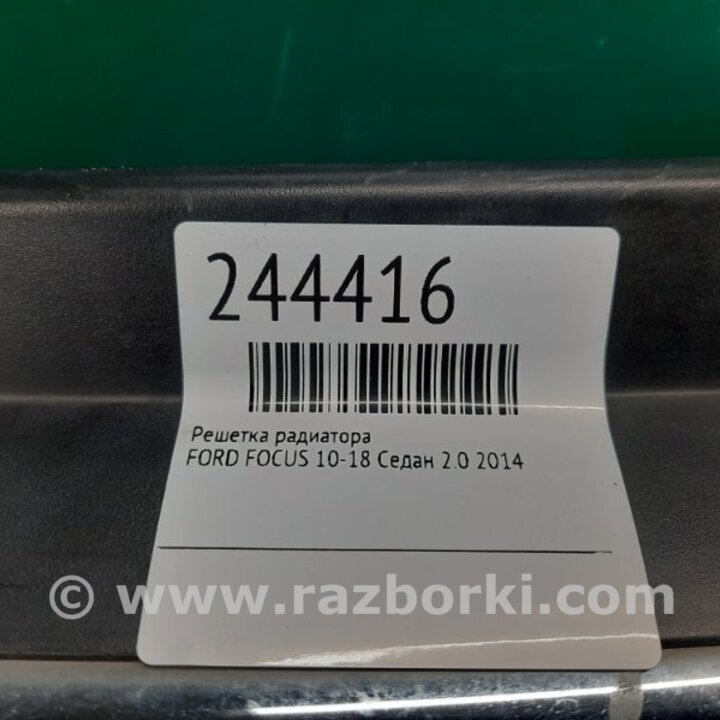 244416
Решетка радиатора
FORD FOCUS 10-18 Седан 2.0 2014
© www.razborki.com